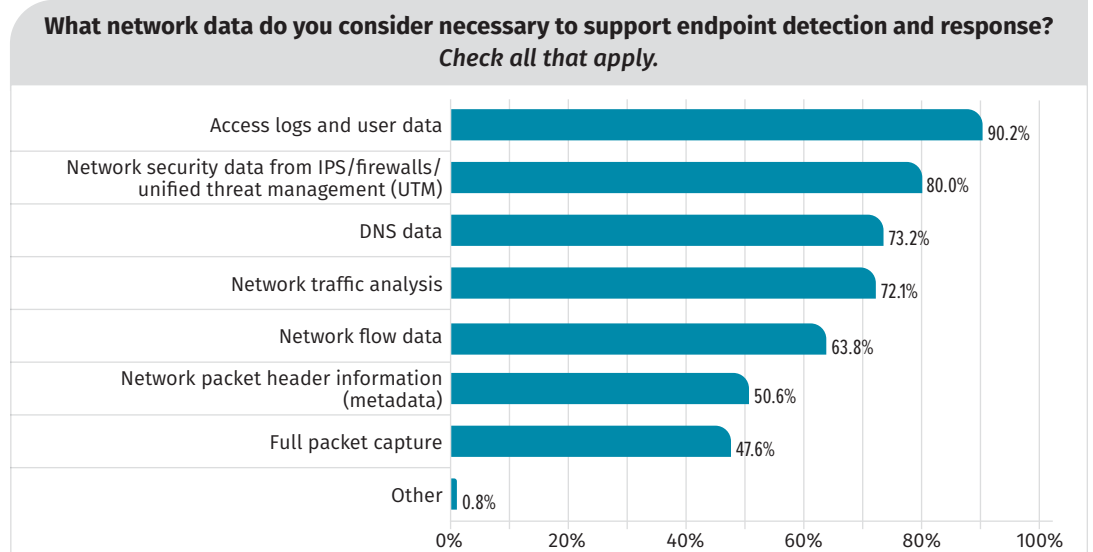 What network data do you consider necessary to support endpoint detection and response?
Check all that apply.
Access logs and user data
90.2%
Network security data from IPS/firewalls/
unified threat management (UTM)
80.0%
DNS data
73.2%
Network traffic analysis
72.1%
Network flow data
63.8%
Network packet header information
(metadata)
50.6%
Full packet capture
47.6%
Other
0.8%
0% 20% 40% 60% 80% 100%